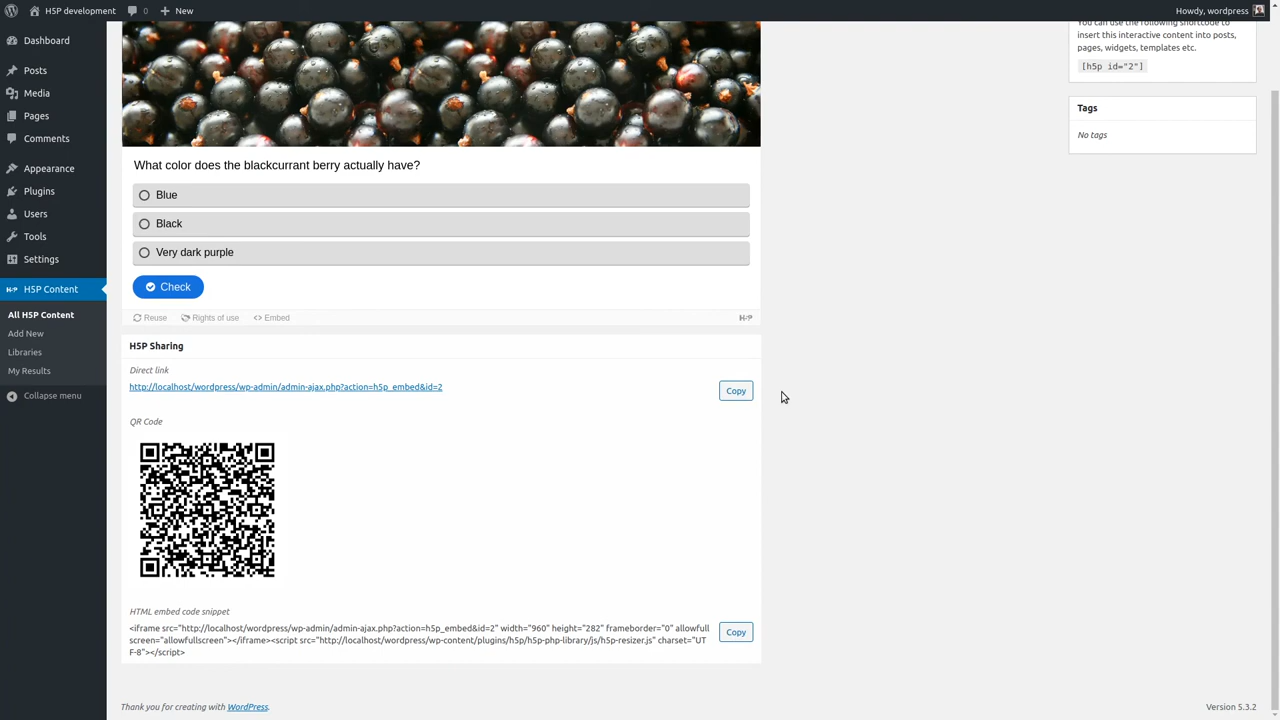 H5P development
0
New
Howdy, wordpress
Dashboard
Posts
Media
Pages
Comments
Appearance
Plugins
Users
Tools
Settings
H5P Content
All H5P Content
Add New
Libraries
My Results
Collapse menu
What color does the blackcurrant berry actually have?
Blue
Black
Very dark purple
Check
Reuse
Rights of use
<> Embed
H5P
H5P Sharing
Direct link
http://localhost/wordpress/wp-admin/admin-ajax.php?action=h5p_embed&id=2
Copy
QR Code
HTML embed code snippet
<iframe src="http://localhost/wordpress/wp-admin/admin-ajax.php?action=h5p_embed&id=2" width="960" height="282" frameborder="0" allowfull
screen="allowfullscreen"></iframe><script src="http://localhost/wordpress/wp-content/plugins/h5p/h5p-php-library/js/h5p-resizer.js" charset="UT
F-8"></script>
Copy
You can use the following shortcode to
insert this interactive content into posts,
pages, widgets, templates etc.
[h5p id="2"]
Tags
No tags
Thank you for creating with WordPress.
Version 5.3.2